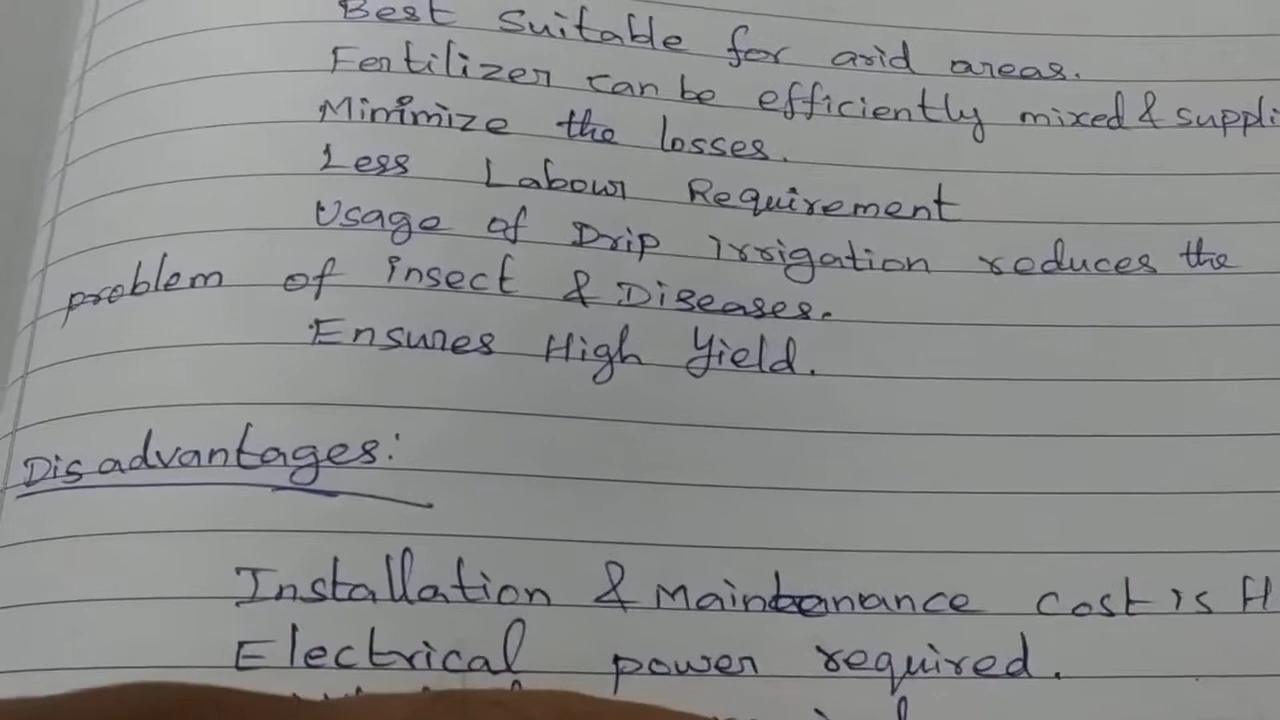 Best Suitable for arid areas.
Fertilizer can be efficiently mixed & suppli
Minimize the losses.
Less Labour Requirement
Usage of Drip Irrigation reduces the
problem of insect & Diseases.
Ensures High Yield.
Disadvantages:
Installation & Maintenance cost is H
Electrical power required.